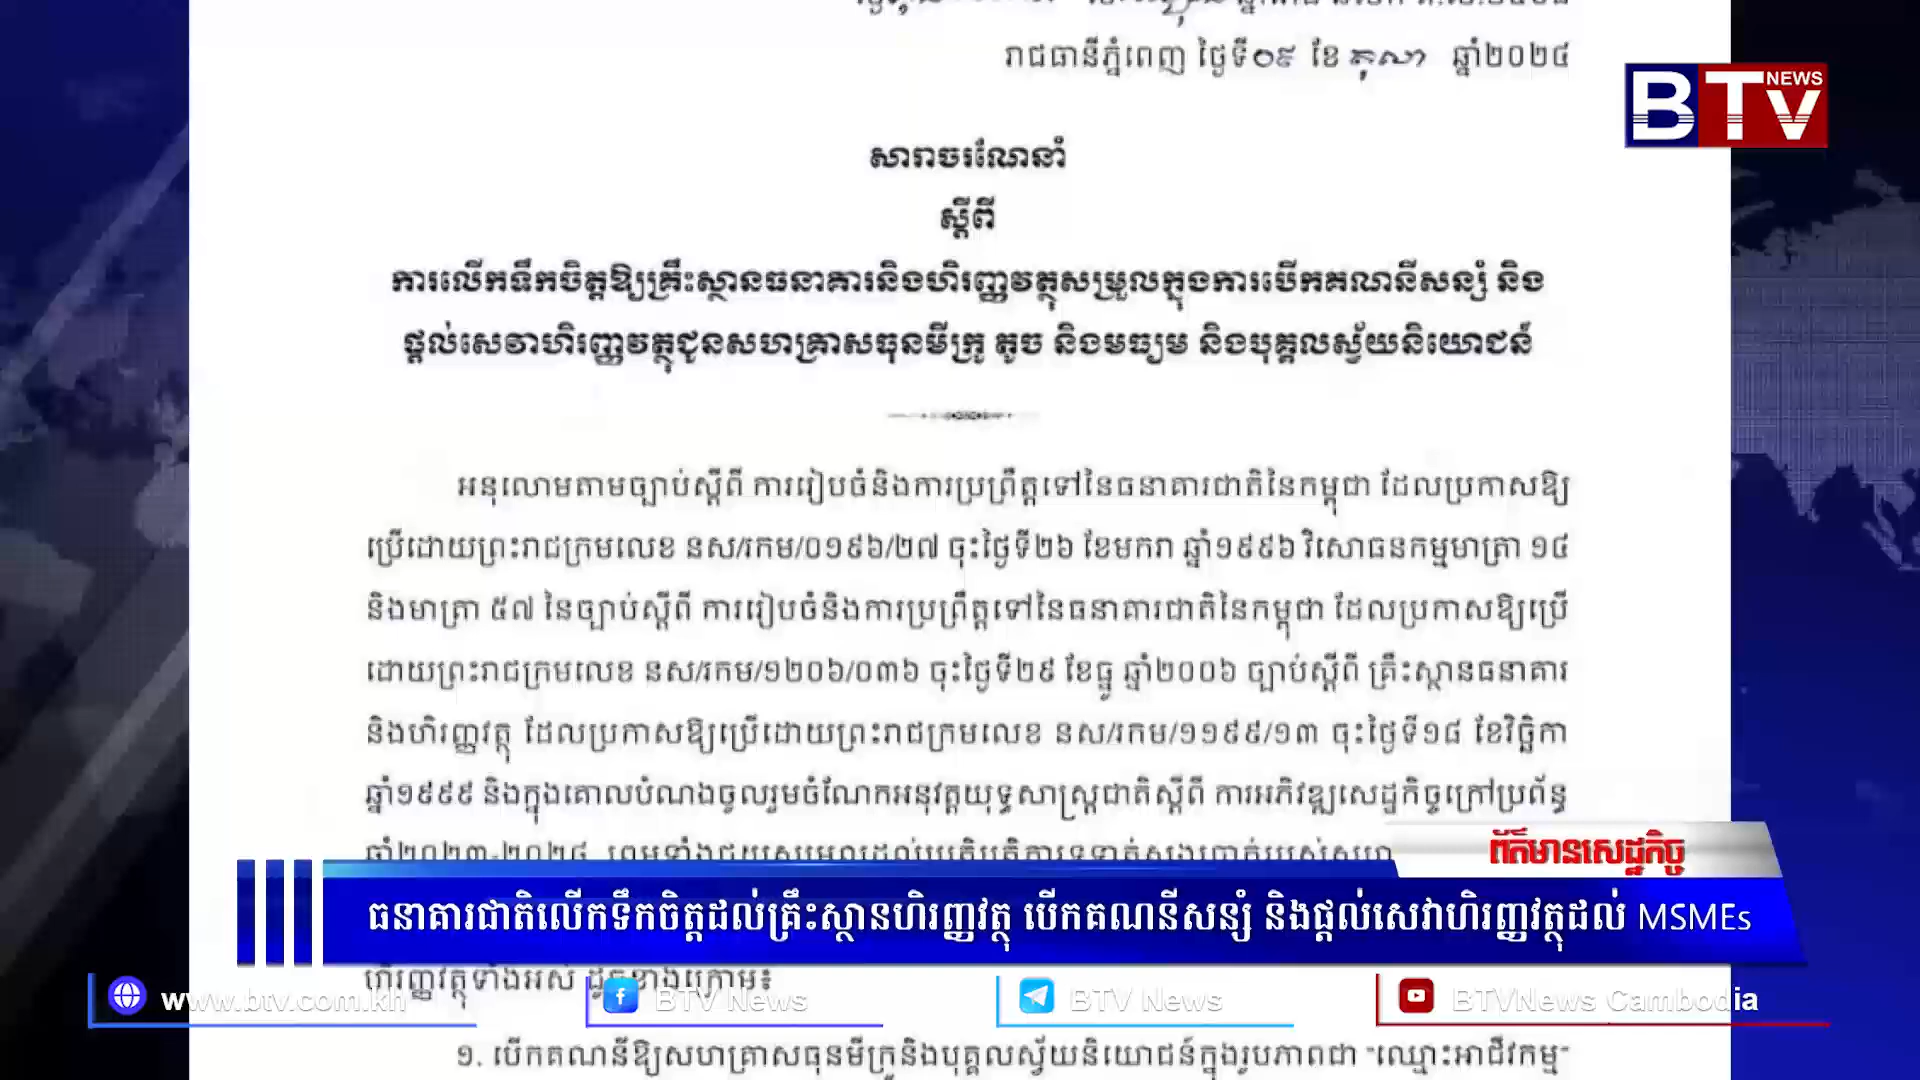 រាជធានីភ្នំពេញ ថ្ងៃទី០៩ ខែ តុលា ឆ្នាំ២០២៤
BTV NEWS
សារាចរណែនាំ
ស្តីពី
ការលើកទឹកចិត្តឱ្យគ្រឹះស្ថានធនាគារនិងហិរញ្ញវត្ថុសម្រួលក្នុងការបើកគណនីសន្សំ និង
ផ្តល់សេវាហិរញ្ញវត្ថុជូនសហគ្រាសធុនមីក្រូ តូច និងមធ្យម និងបុគ្គលស្វ័យនិយោជន៍
អនុលោមតាមច្បាប់ស្តីពី ការរៀបចំនិងការប្រព្រឹត្តទៅនៃធនាគារជាតិនៃកម្ពុជា ដែលប្រកាសឱ្យ
ប្រើដោយព្រះរាជក្រមលេខ នស/រកម/០១៩៦/២៧ ចុះថ្ងៃទី២៦ ខែមករា ឆ្នាំ១៩៩៦ វិសោធនកម្មមាត្រា ១៤
និងមាត្រា ៥៧ នៃច្បាប់ស្តីពី ការរៀបចំនិងការប្រព្រឹត្តទៅនៃធនាគារជាតិនៃកម្ពុជា ដែលប្រកាសឱ្យប្រើ
ដោយព្រះរាជក្រមលេខ នស/រកម/១២០៦/០៣៦ ចុះថ្ងៃទី២៩ ខែធ្នូ ឆ្នាំ២០០៦ ច្បាប់ស្តីពី គ្រឹះស្ថានធនាគារ
និងហិរញ្ញវត្ថុ ដែលប្រកាសឱ្យប្រើដោយព្រះរាជក្រមលេខ នស/រកម/១១៩៩/១៣ ចុះថ្ងៃទី១៨ ខែវិច្ឆិកា
ឆ្នាំ១៩៩៩ និងក្នុងគោលបំណងចូលរួមចំណែកអនុវត្តយុទ្ធសាស្ត្រជាតិស្តីពី ការអភិវឌ្ឍសេដ្ឋកិច្ចក្រៅប្រព័ន្ធ
ឆ្នាំ២០២៣-២០២៨
ព័ត៌មានសេដ្ឋកិច្ច
ធនាគារជាតិលើកទឹកចិត្តដល់គ្រឹះស្ថានហិរញ្ញវត្ថុ បើកគណនីសន្សំ និងផ្តល់សេវាហិរញ្ញវត្ថុដល់ MSMEs
ហិរញ្ញវត្ថុទាំងអស់ ដូចខាងក្រោម៖
www.btv.com.kh BTV News BTV News BTVNews Cambodia
១. បើកគណនីឱ្យសហគ្រាសធុនមីក្រូនិងបុគ្គលស្វ័យនិយោជន៍ក្នុងរូបភាពជា "ឈ្មោះអាជីវកម្ម"